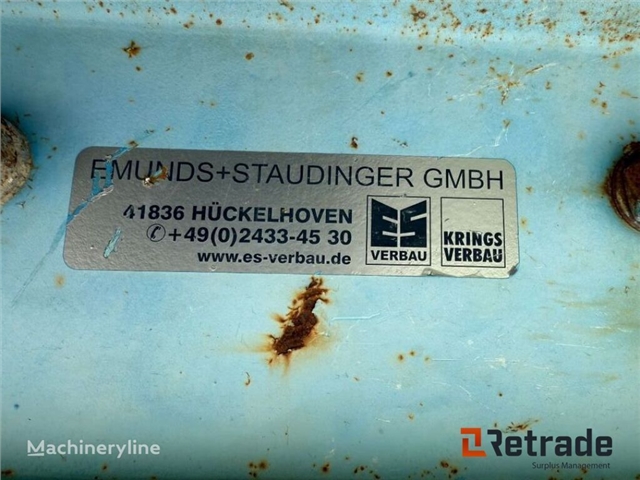 EMUNDS+STAUDINGER GMBH
41836 HÜCKELHOVEN
✆+49(0)2433-45 30
www.es-verbau.de
ES
VERBAU
KRINGS
VERBAU
Machineryline
Retrade
Surplus Management